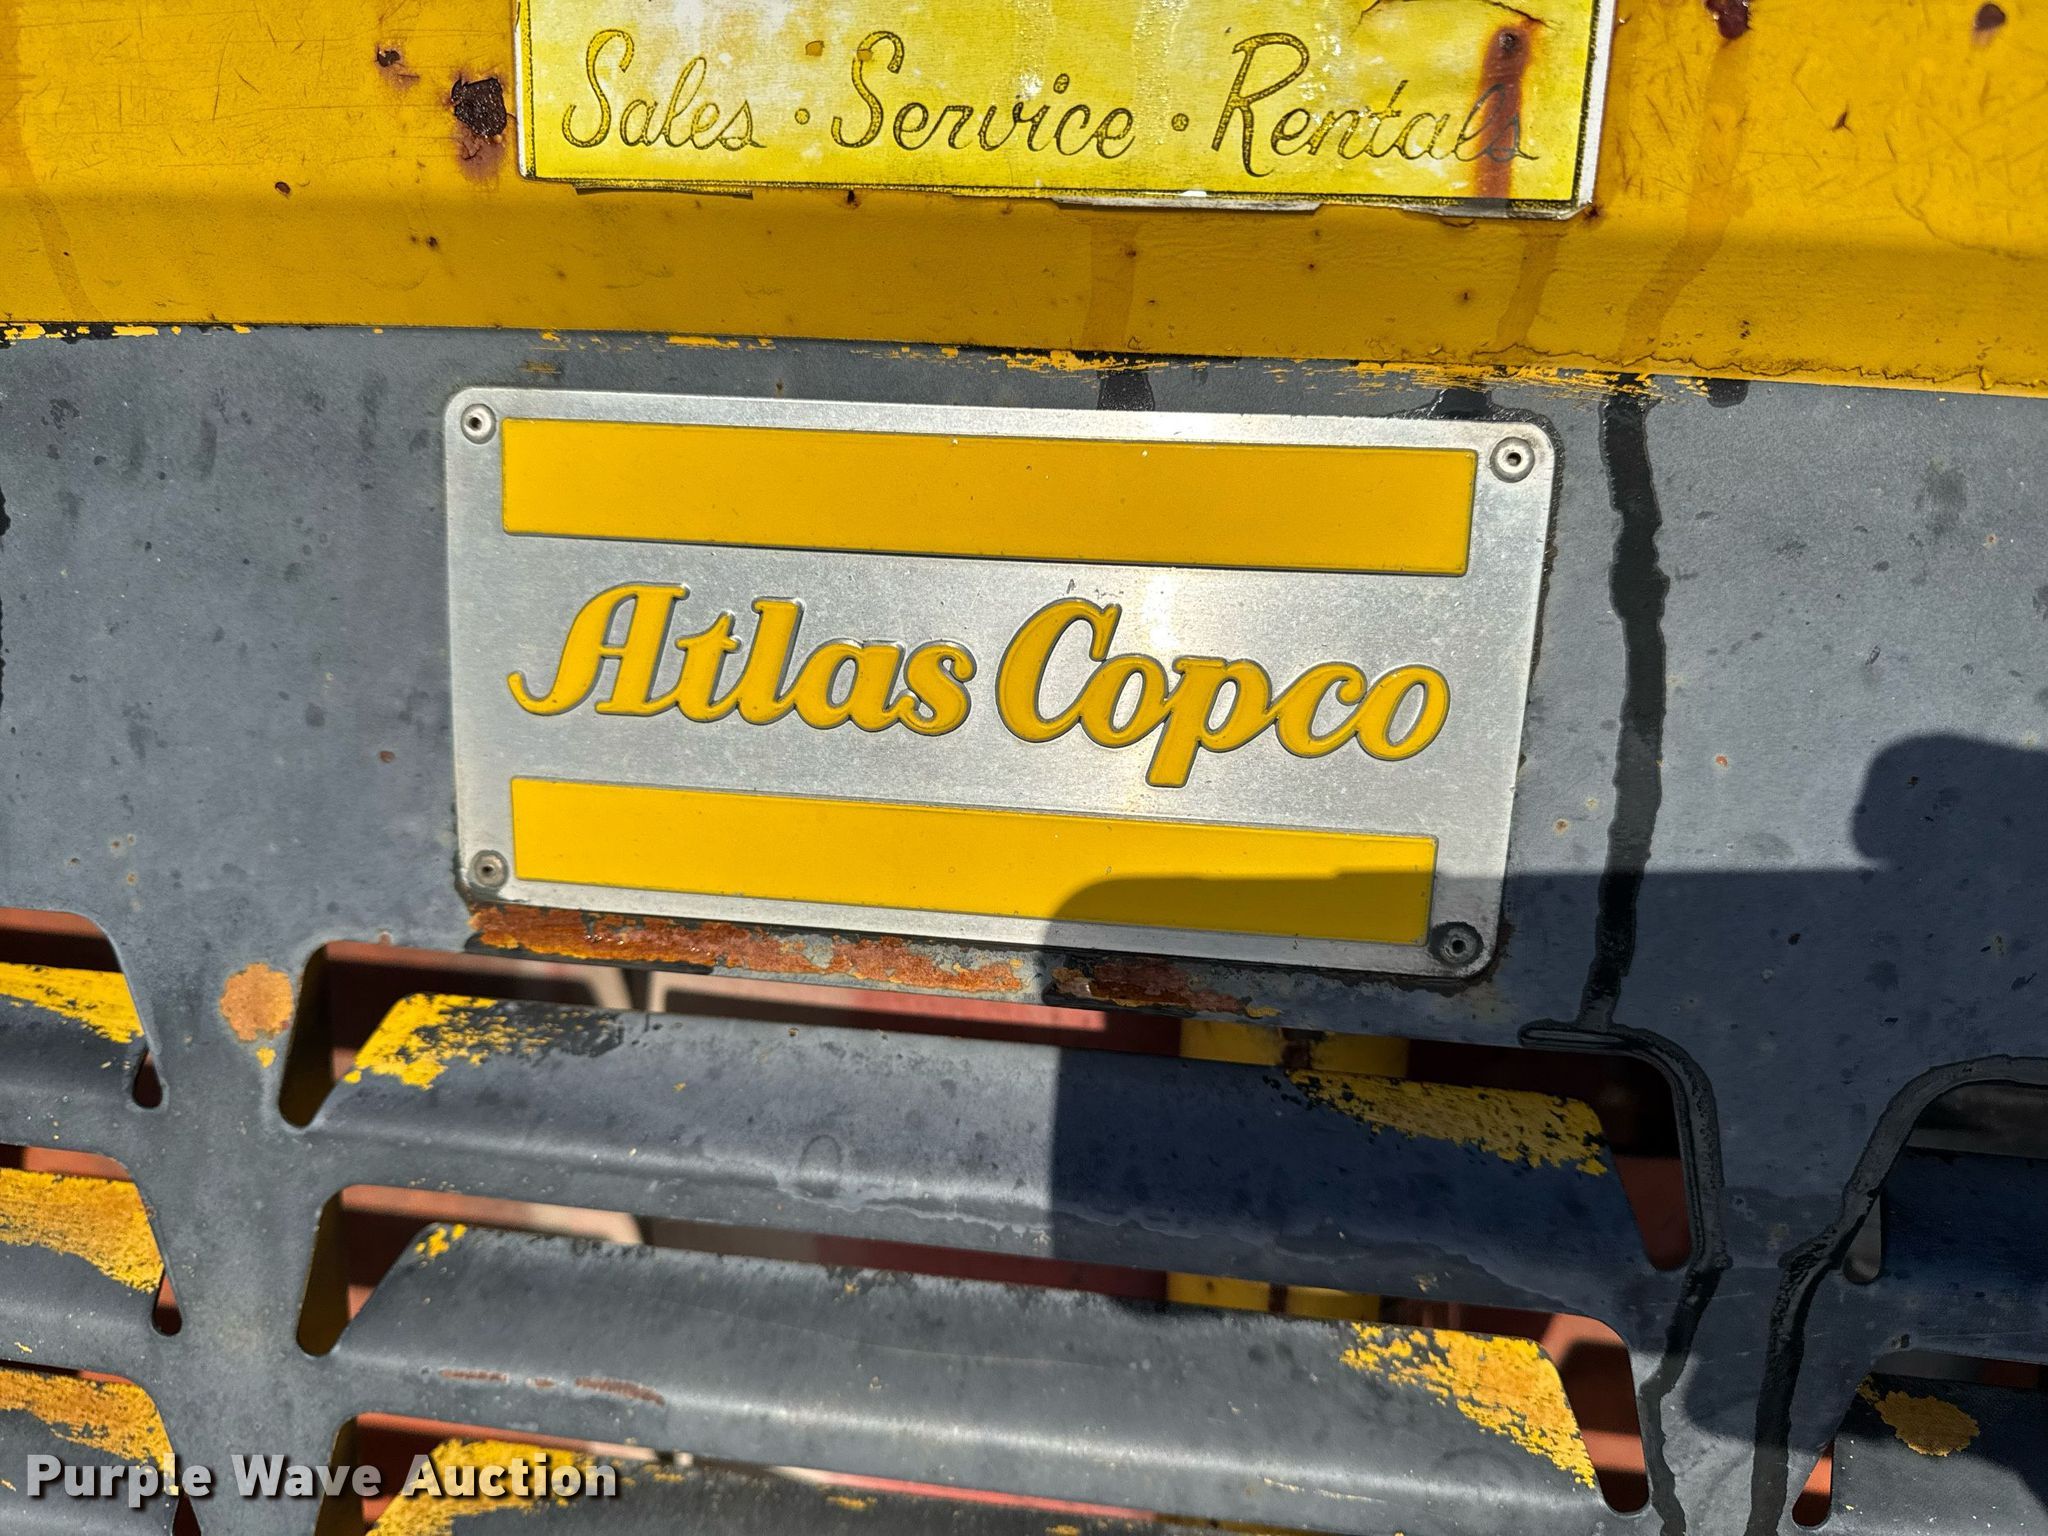 Sales · Service · Rentals
Atlas Copco
Purple Wave Auction